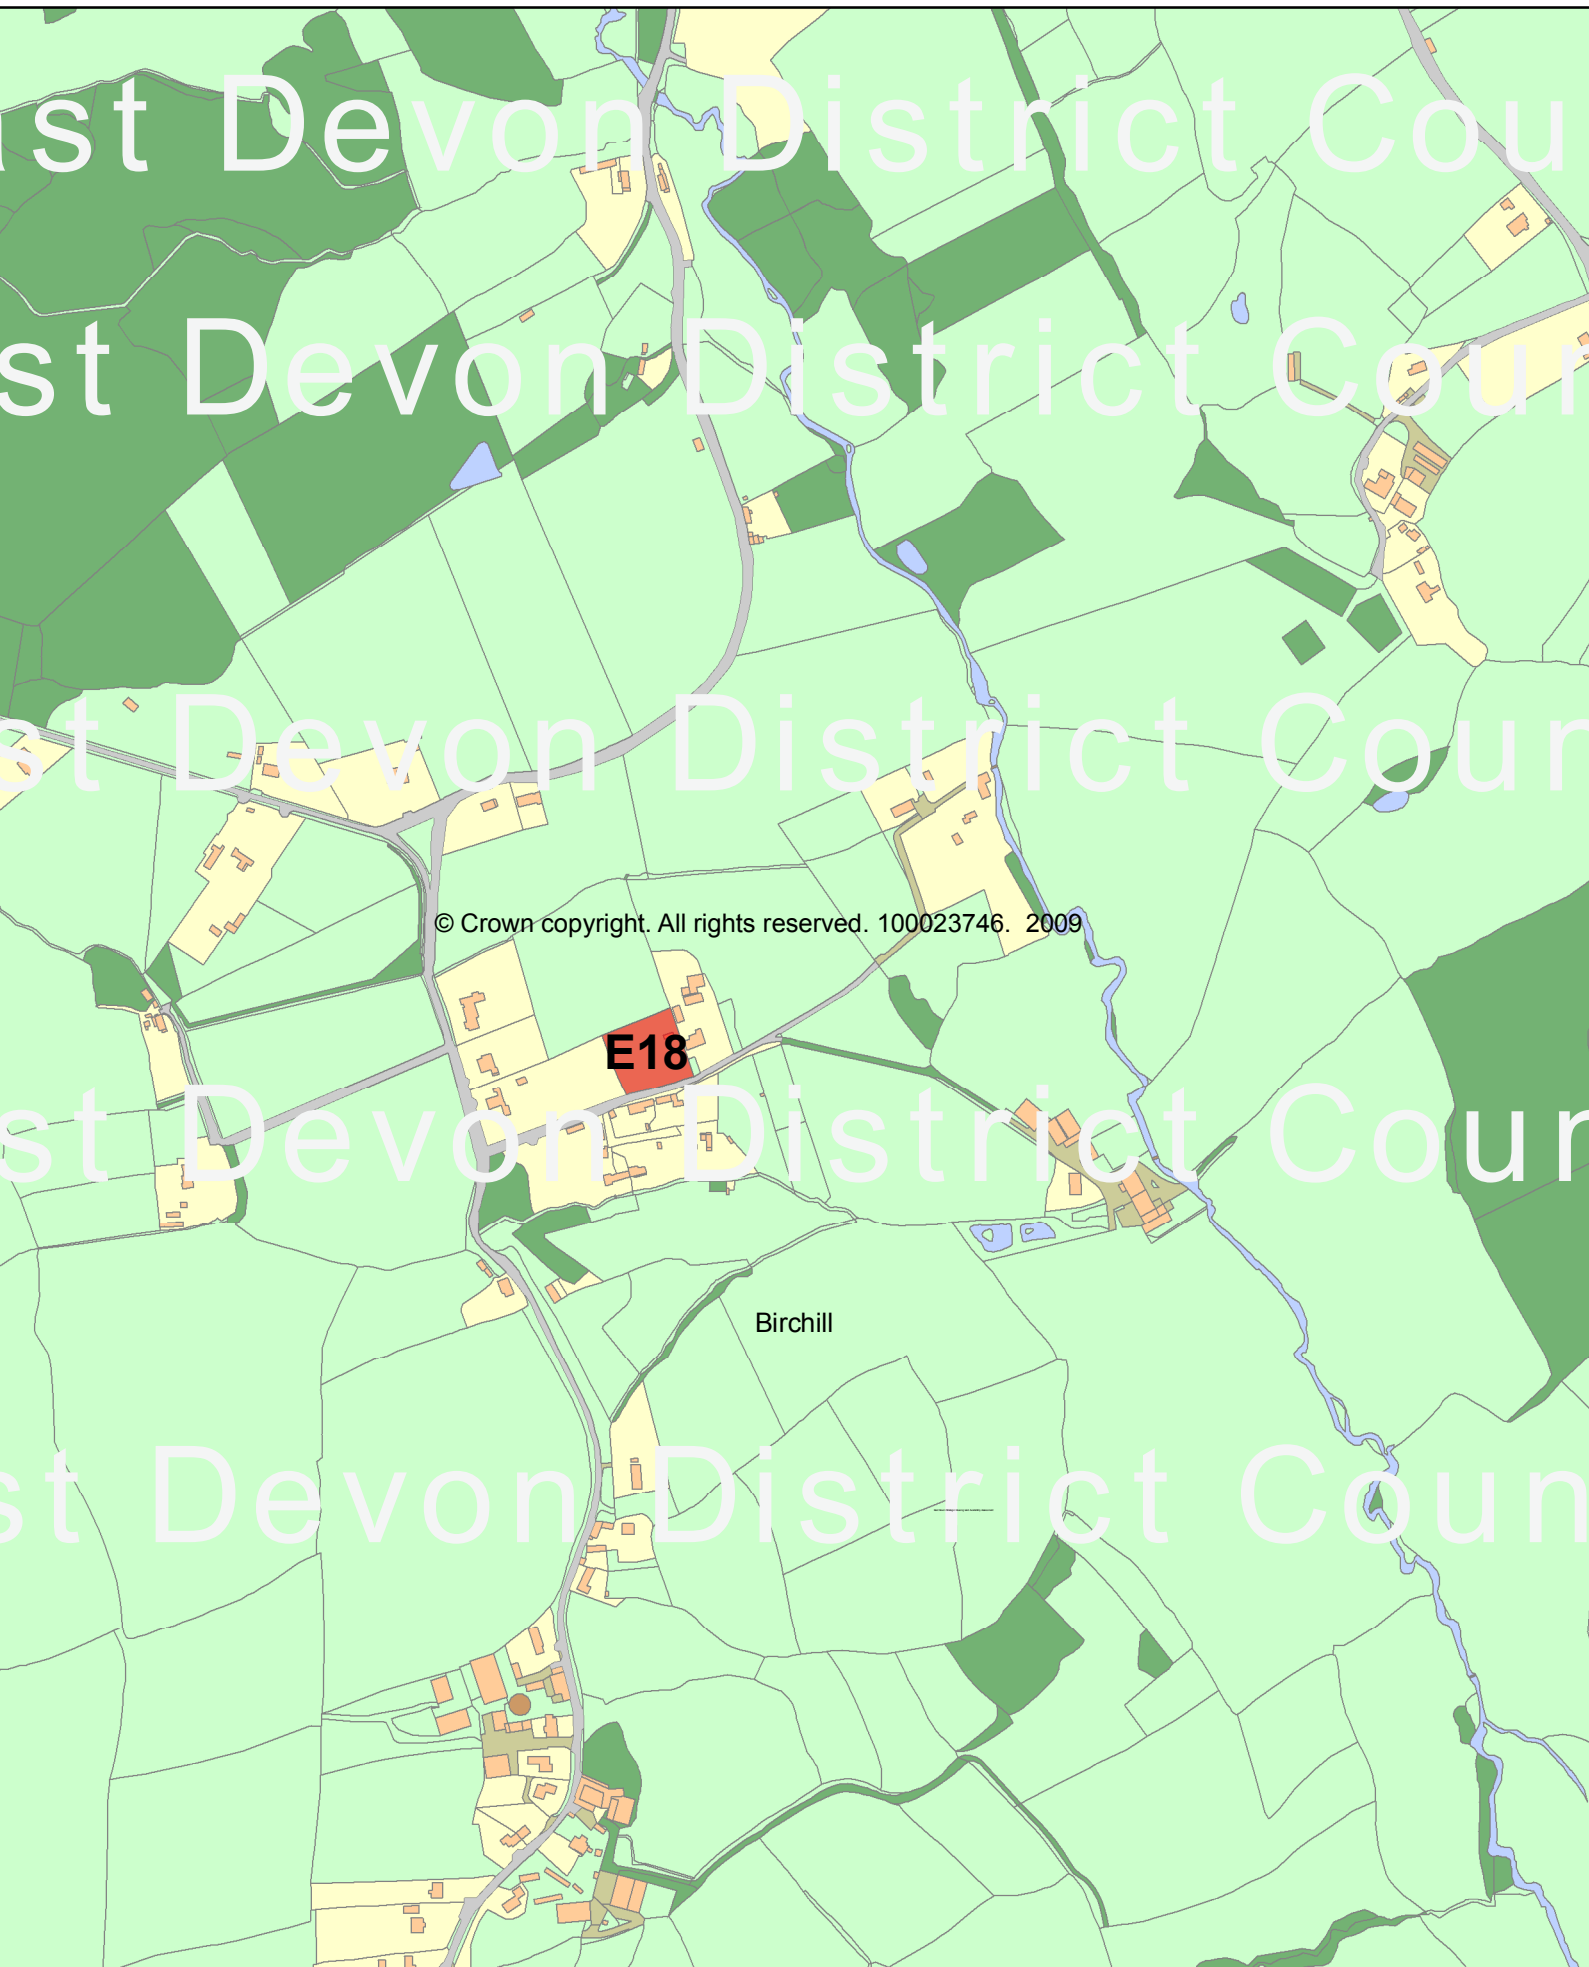 ast Devon District Cou
st Devon District Coun
st Devon District Coun
© Crown copyright. All rights reserved. 100023746. 2009
E18
st Devon District Coun
Birchill
st Devon District Coun